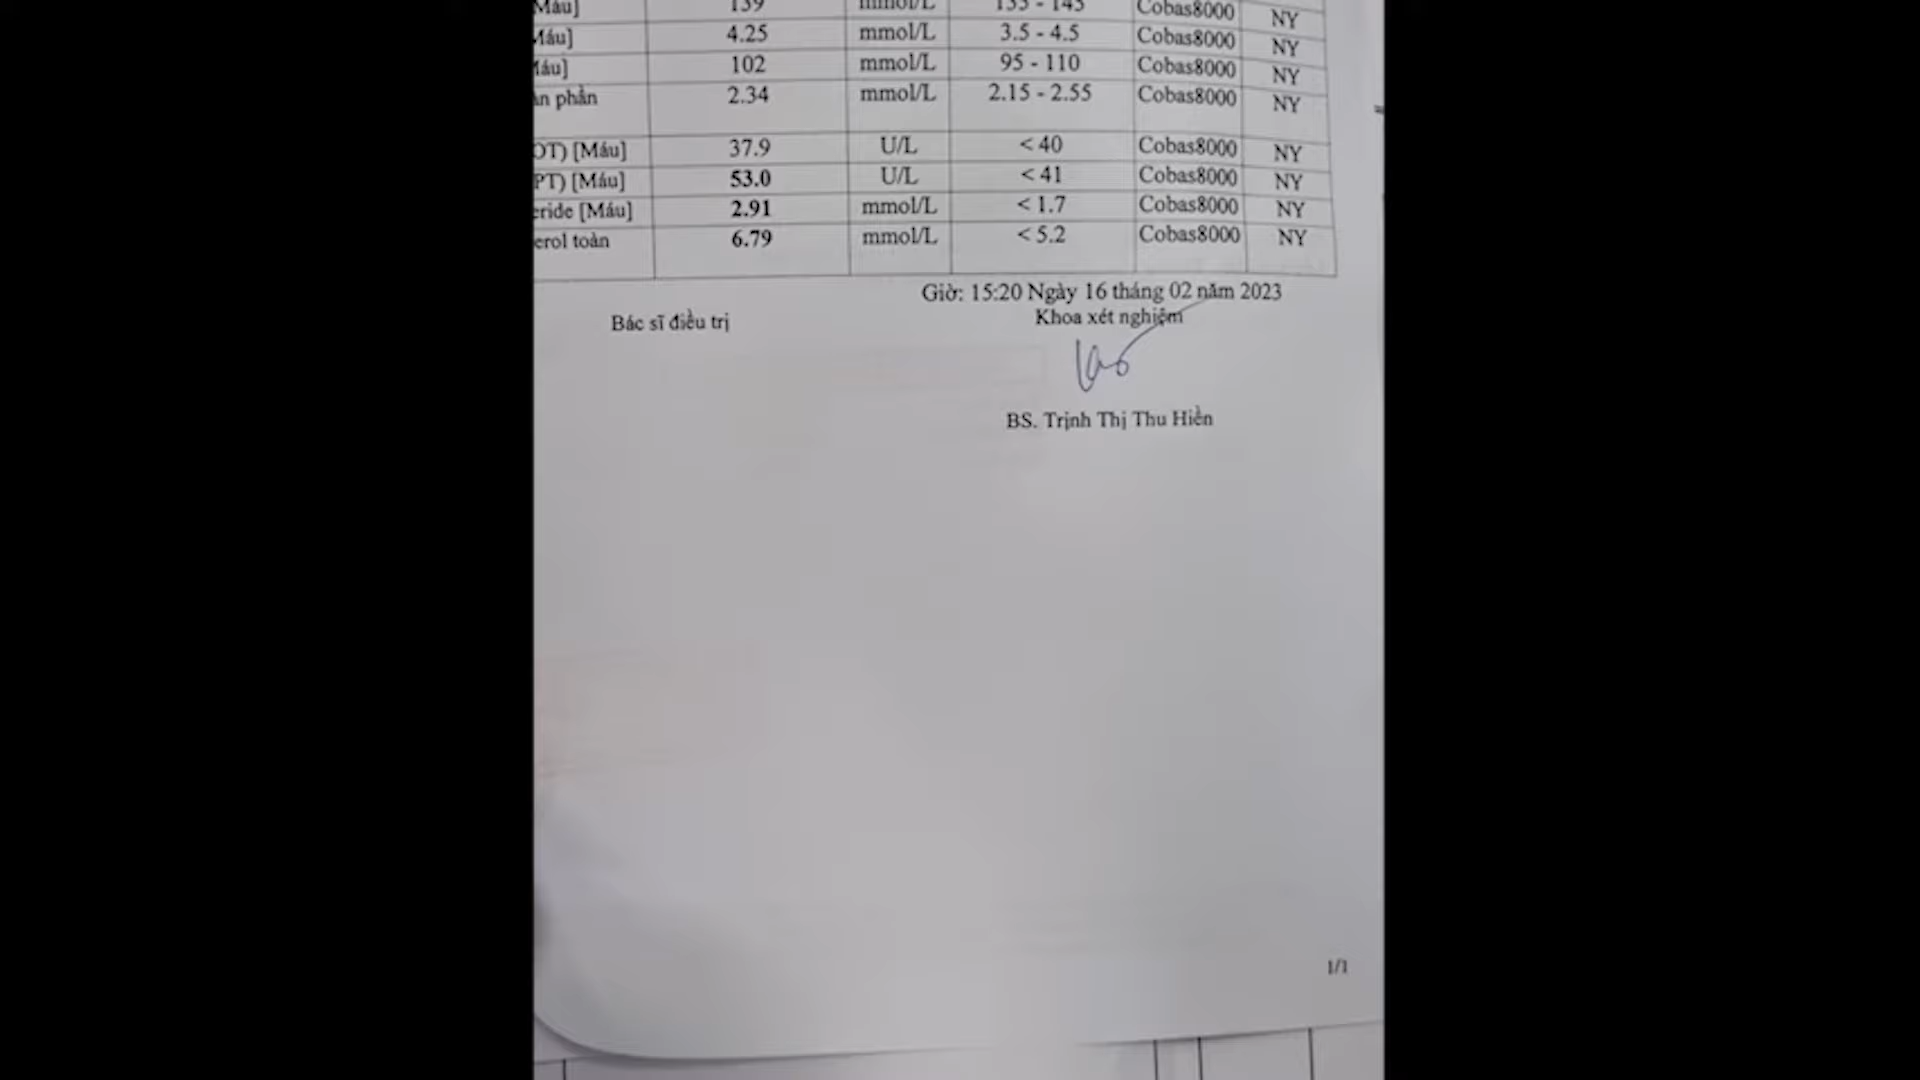 Máu] 139 mmol/L 135 - 145 Cobas8000 NY
Máu] 4.25 mmol/L 3.5 - 4.5 Cobas8000 NY
Máu] 102 mmol/L 95 - 110 Cobas8000 NY
àn phần 2.34 mmol/L 2.15 - 2.55 Cobas8000 NY
OT) [Máu] 37.9 U/L < 40 Cobas8000 NY
PT) [Máu] 53.0 U/L < 41 Cobas8000 NY
eride [Máu] 2.91 mmol/L < 1.7 Cobas8000 NY
erol toàn 6.79 mmol/L < 5.2 Cobas8000 NY
Giờ: 15:20 Ngày 16 tháng 02 năm 2023
Bác sĩ điều trị Khoa xét nghiệm
BS. Trịnh Thị Thu Hiền
1/1